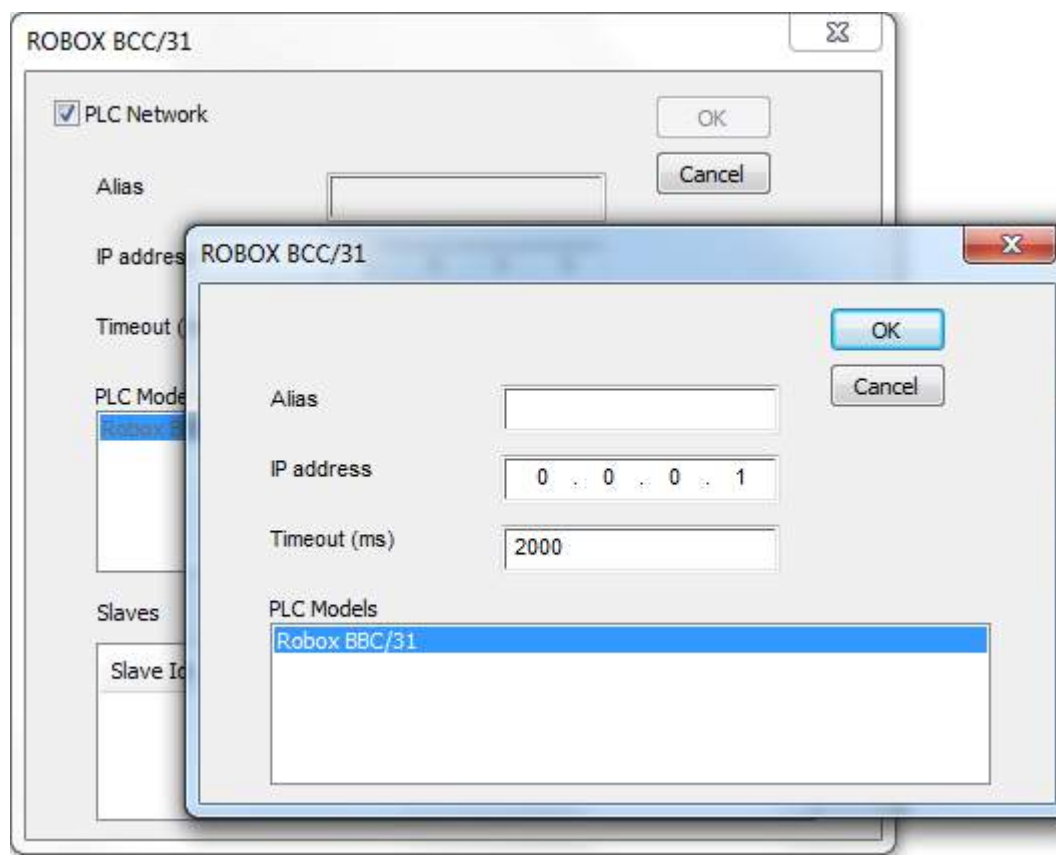 ROBOX BCC/31
PLC Network
OK
Alias
Cancel
IP addres
Timeout (
PLC Mode
Robox B
Slaves
Slave Id
ROBOX BCC/31
OK
Cancel
Alias
IP address
0 . 0 . 0 . 1
Timeout (ms)
2000
PLC Models
Robox BBC/31